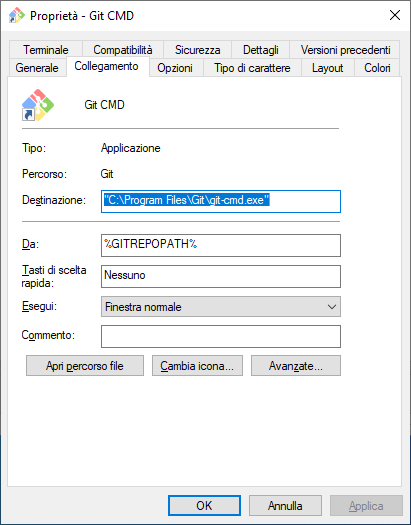 Proprietà - Git CMD
Terminale Compatibilità Sicurezza Dettagli Versioni precedenti
Generale Collegamento Opzioni Tipo di carattere Layout Colori
Git CMD
Tipo: Applicazione
Percorso: Git
Destinazione: "C:\Program Files\Git\git-cmd.exe"
Da: %GITREPOPATH%
Tasti di scelta
rapida: Nessuno
Esegui: Finestra normale
Commento:
Apri percorso file Cambia icona... Avanzate...
OK Annulla Applica